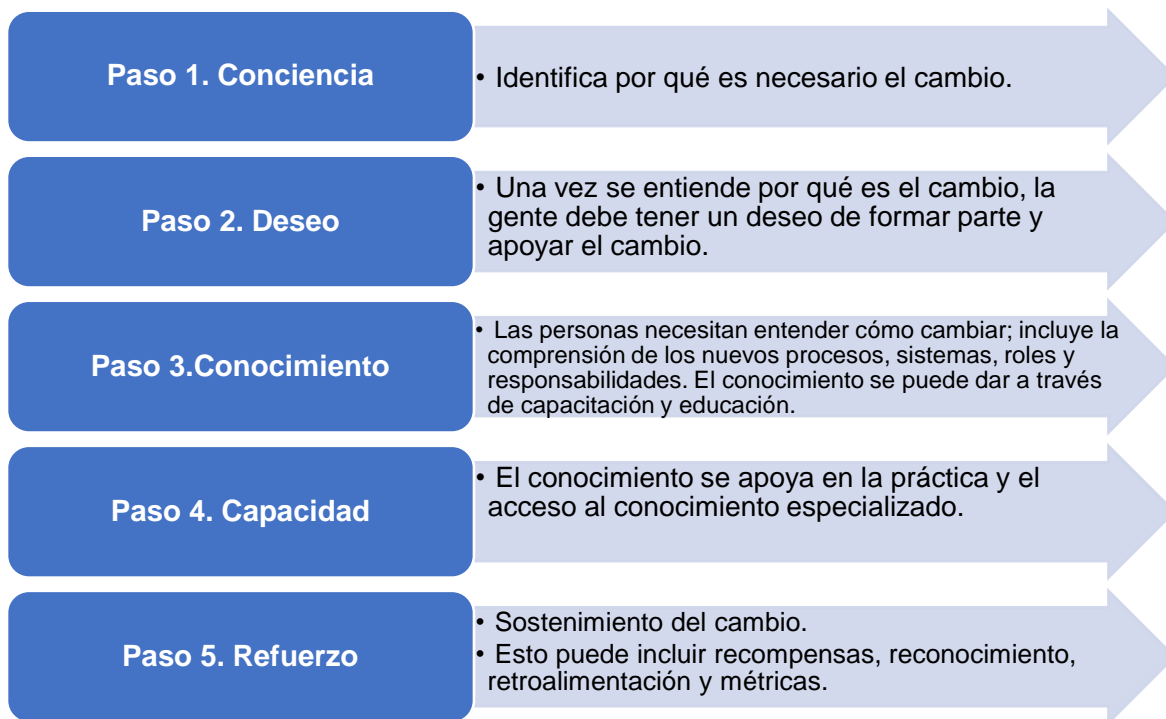 Paso 1. Conciencia
• Identifica por qué es necesario el cambio.
Paso 2. Deseo
• Una vez se entiende por qué es el cambio, la
gente debe tener un deseo de formar parte y
apoyar el cambio.
Paso 3.Conocimiento
• Las personas necesitan entender cómo cambiar; incluye la
comprensión de los nuevos procesos, sistemas, roles y
responsabilidades. El conocimiento se puede dar a través
de capacitación y educación.
Paso 4. Capacidad
• El conocimiento se apoya en la práctica y el
acceso al conocimiento especializado.
Paso 5. Refuerzo
• Sostenimiento del cambio.
• Esto puede incluir recompensas, reconocimiento,
retroalimentación y métricas.